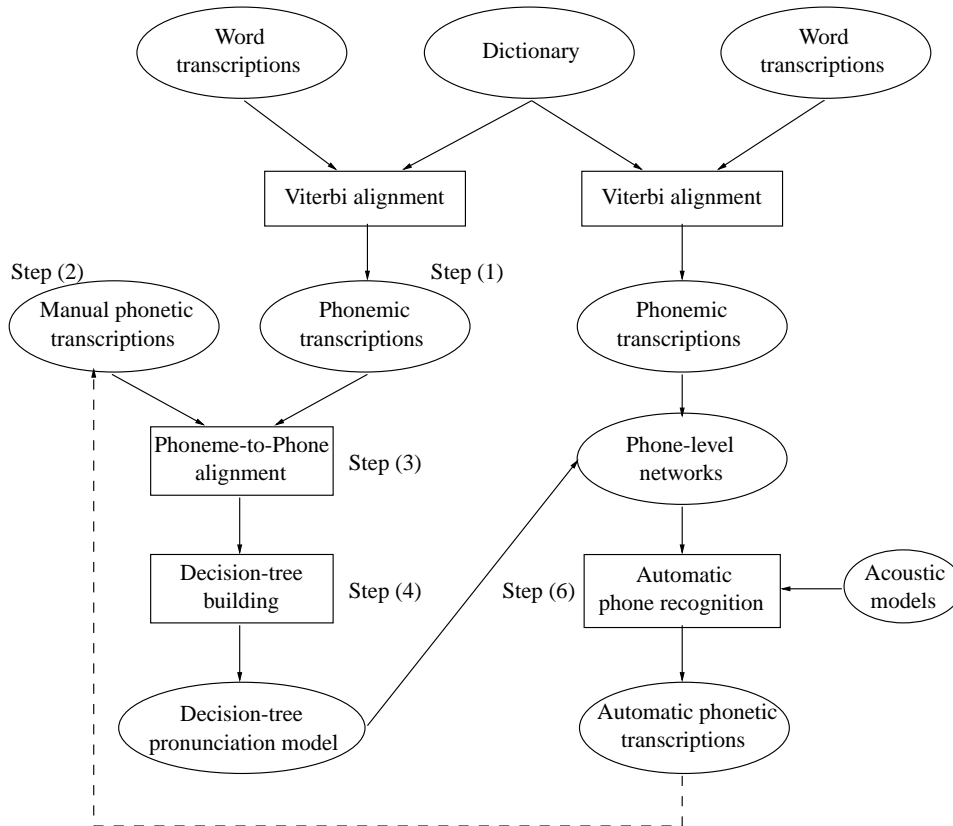 Word
transcriptions
Dictionary
Word
transcriptions
Viterbi alignment
Viterbi alignment
Step (2)
Step (1)
Manual phonetic
transcriptions
Phonemic
transcriptions
Phonemic
transcriptions
Phoneme-to-Phone
alignment
Step (3)
Phone-level
networks
Decision-tree
building
Step (4)
Step (6)
Automatic
phone recognition
Acoustic
models
Decision-tree
pronunciation model
Automatic phonetic
transcriptions